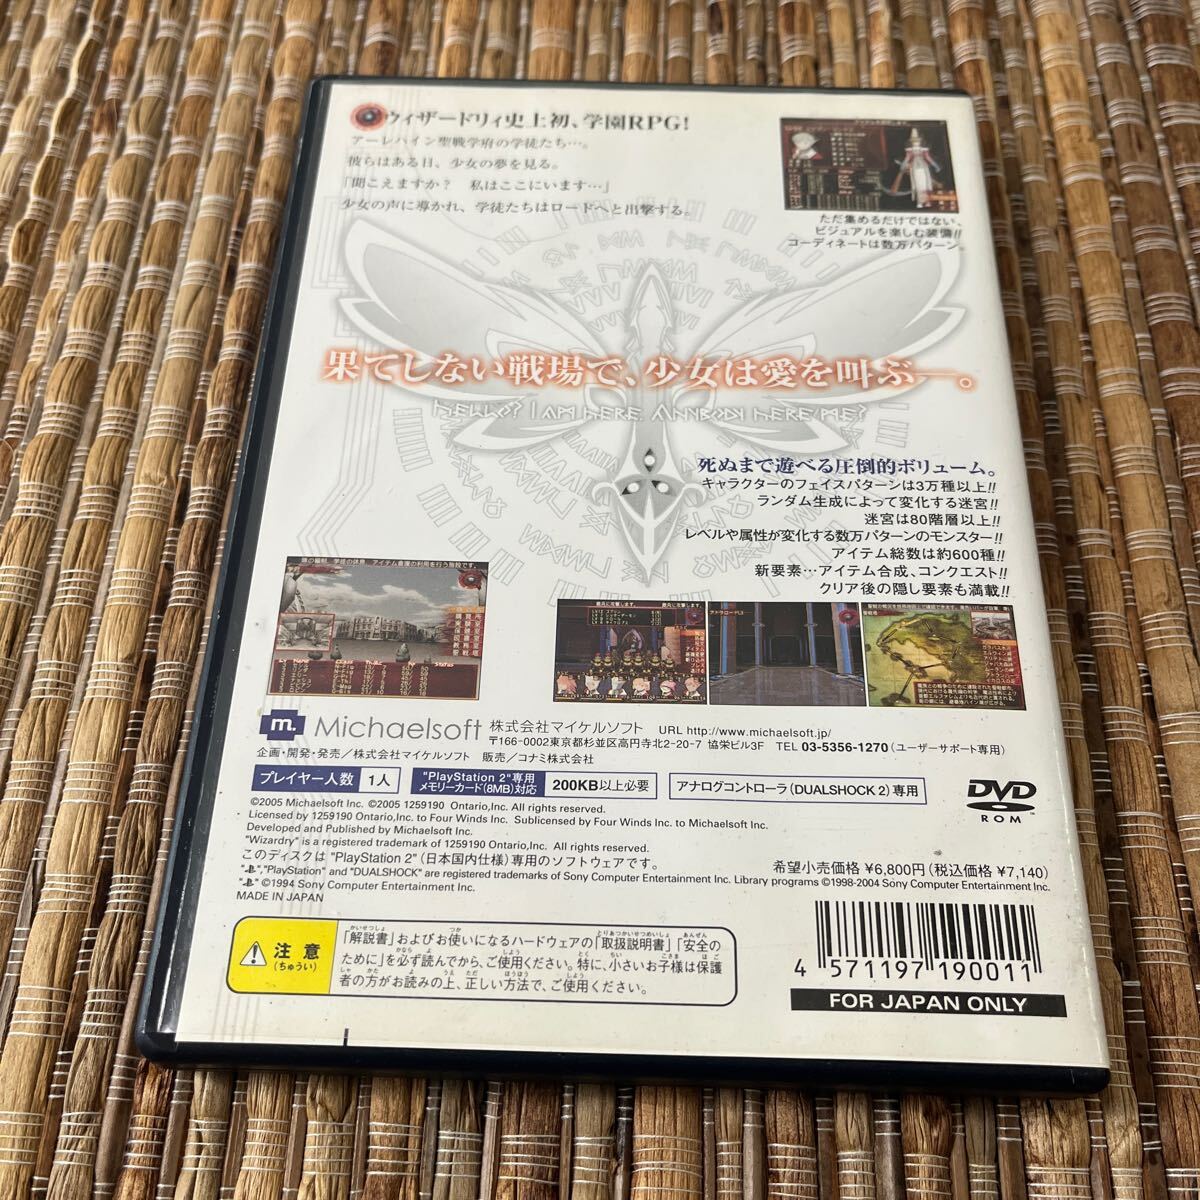 ウィザードリィ史上初、学園RPG!
アーレハイン聖戦学府の学徒たち…。
彼らはある日、少女の夢を見る。
「聞こえますか?　私はここにいます…」
少女の声に導かれ、学徒たちはロードへと出撃する。
ただ集めるだけではない、
ビジュアルを楽しむ装備!!
コーディネートは数万パターン。
果てしない戦場で、少女は愛を叫ぶ―。
HELLO? I AM HERE. ANYBODY HERE ME?
死ぬまで遊べる圧倒的ボリューム。
キャラクターのフェイスパターンは3万種以上!!
ランダム生成によって変化する迷宮!!
迷宮は80階層以上!!
レベルや属性が変化する数万パターンのモンスター!!
アイテム総数は約600種!!
新要素…アイテム合成、コンクエスト!!
クリア後の隠し要素も満載!!
m. Michaelsoft 株式会社マイケルソフト　URL http://www.michaelsoft.jp/
〒166-0002東京都杉並区高円寺北2-20-7 協栄ビル3F　TEL 03-5356-1270(ユーザーサポート専用)
企画・開発・発売／株式会社マイケルソフト　販売／コナミ株式会社
プレイヤー人数 1人
"PlayStation 2"専用
メモリーカード(8MB)対応 200KB以上必要
アナログコントローラ(DUALSHOCK 2)専用
DVD
ROM
©2005 Michaelsoft Inc. ©2005 1259190 Ontario,Inc. All rights reserved.
Licensed by 1259190 Ontario,Inc. to Four Winds Inc. Sublicensed by Four Winds Inc. to Michaelsoft Inc.
Developed and Published by Michaelsoft Inc.
"Wizardry" is a registered trademark of 1259190 Ontario,Inc. All rights reserved.
このディスクは "PlayStation 2"(日本国内仕様)専用のソフトウェアです。
希望小売価格 ¥6,800円(税込価格 ¥7,140)
" ","PlayStation" and "DUALSHOCK" are registered trademarks of Sony Computer Entertainment Inc. Library programs ©1998-2004 Sony Computer Entertainment Inc.
" " ©1994 Sony Computer Entertainment Inc.
MADE IN JAPAN
注意
(ちゅうい)
「解説書」およびお使いになるハードウェアの「取扱説明書」「安全の
ために」を必ず読んでから、ご使用ください。特に、小さいお子様は保護
者の方がお読みの上、正しい方法で、ご使用ください。
4 571197 190011
FOR JAPAN ONLY